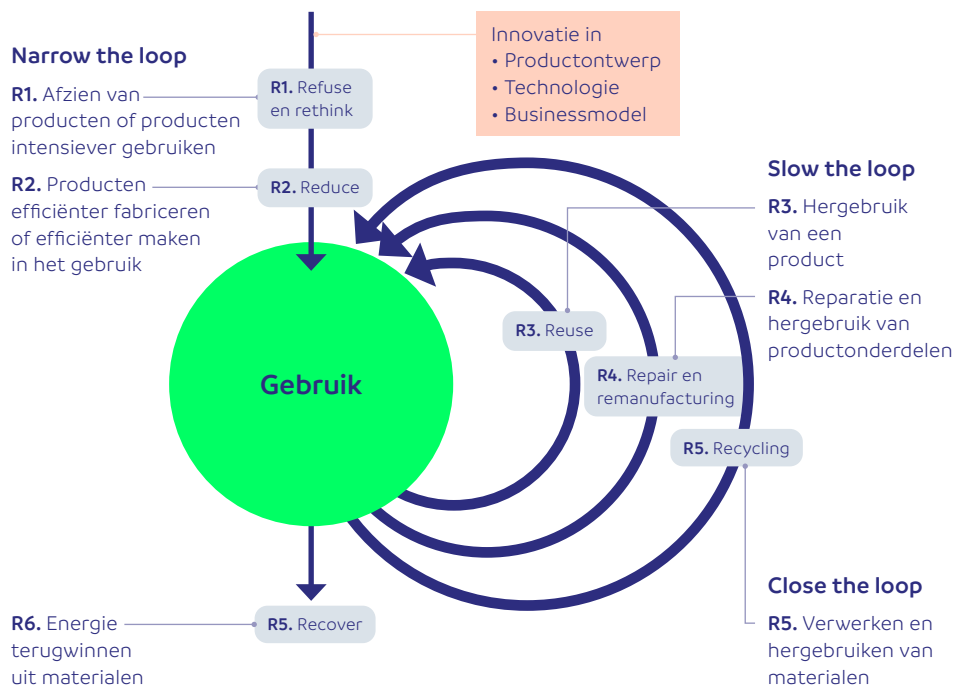 Narrow the loop
R1. Afzien van
producten of producten
intensiever gebruiken
R2. Producten
efficiënter fabriceren
of efficiënter maken
in het gebruik
R1. Refuse
en rethink
R2. Reduce
Innovatie in
• Productontwerp
• Technologie
• Businessmodel
Gebruik
R3. Reuse
R4. Repair en
remanufacturing
R5. Recycling
Slow the loop
R3. Hergebruik
van een
product
R4. Reparatie en
hergebruik van
productonderdelen
Close the loop
R5. Verwerken en
hergebruiken van
materialen
R6. Energie
terugwinnen
uit materialen
R5. Recover